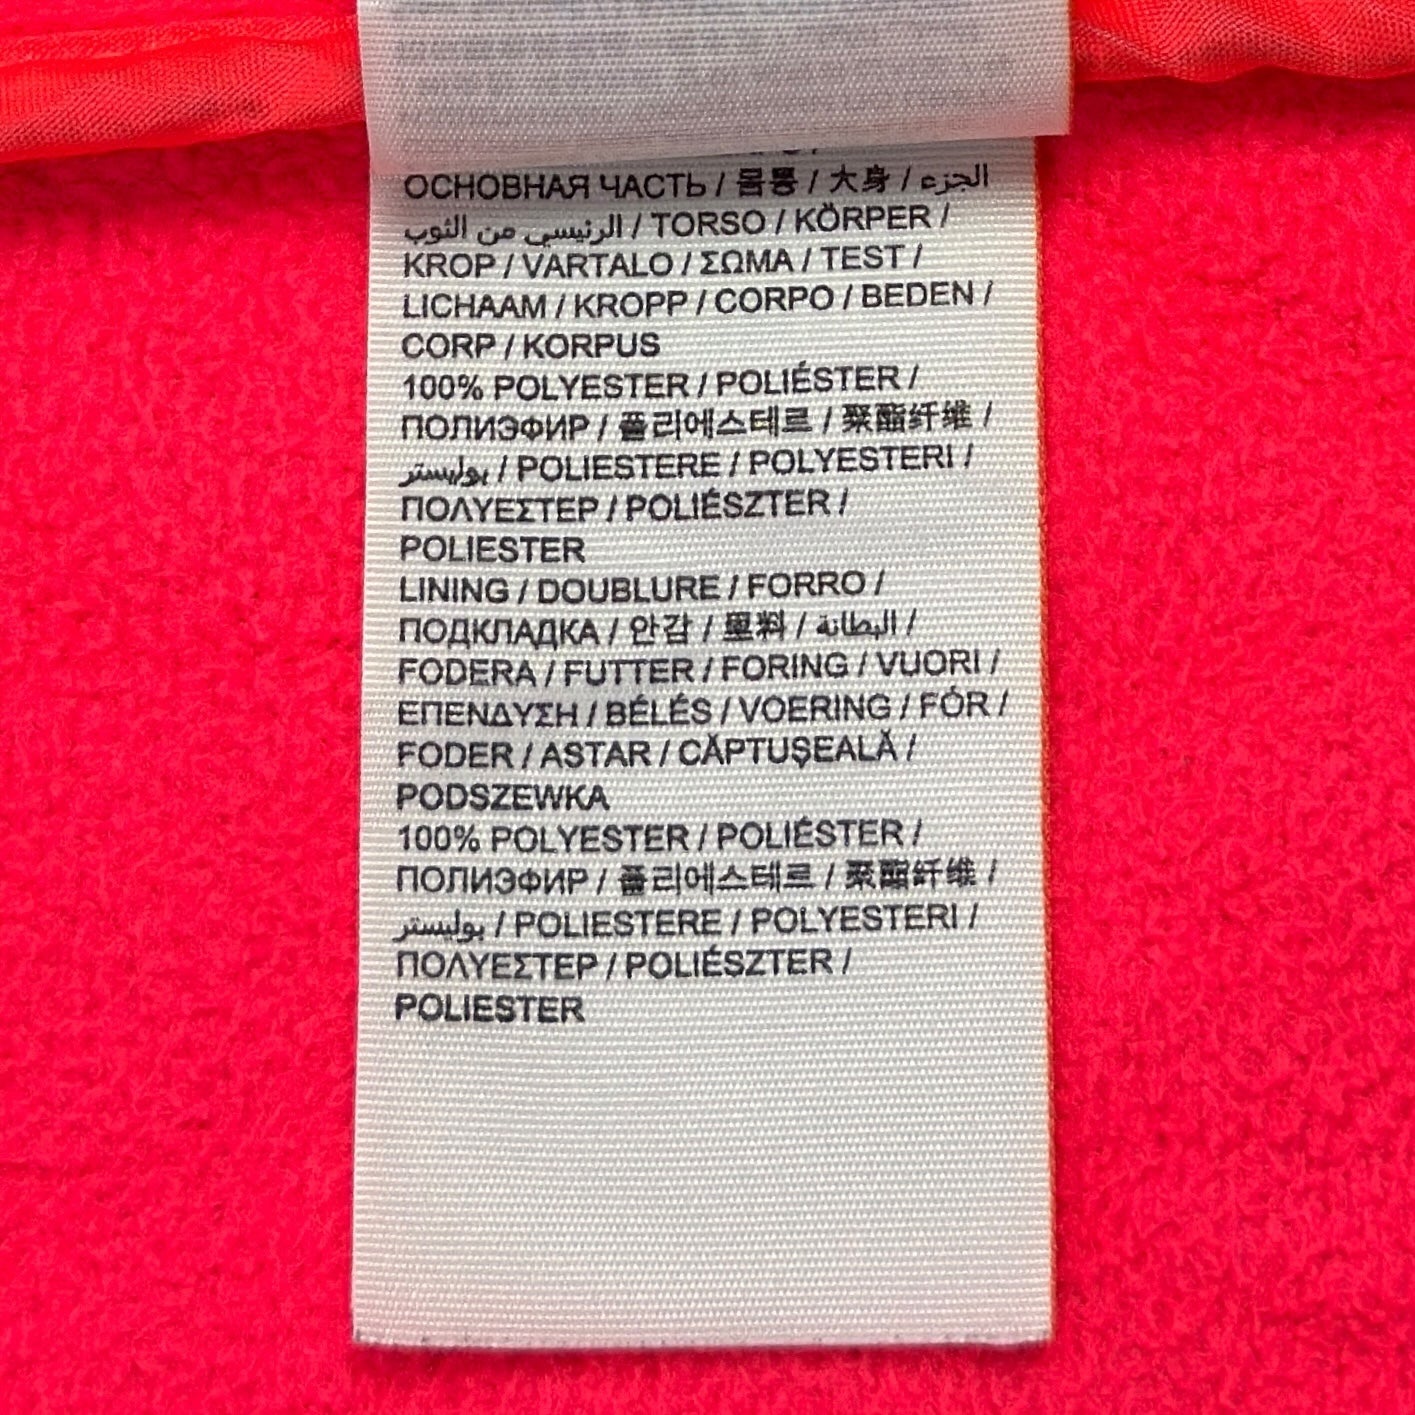 ОСНОВНАЯ ЧАСТЬ / 몸통 / 大身 / الجزء
الرئيسي من الثوب / TORSO / KÖRPER /
KROP / VARTALO / ΣΩΜΑ / TEST /
LICHAAM / KROPP / CORPO / BEDEN /
CORP / KORPUS
100% POLYESTER / POLIÉSTER /
ПОЛИЭФИР / 폴리에스테르 / 聚酯纤维 /
بوليستر / POLIESTERE / POLYESTERI /
ΠΟΛΥΕΣΤΕΡ / POLIÉSZTER /
POLIESTER
LINING / DOUBLURE / FORRO /
ПОДКЛАДКА / 안감 / 里料 / البطانة /
FODERA / FUTTER / FORING / VUORI /
ΕΠΕΝΔΥΣΗ / BÉLÉS / VOERING / FÓR /
FODER / ASTAR / CĂPTUȘEALĂ /
PODSZEWKA
100% POLYESTER / POLIÉSTER /
ПОЛИЭФИР / 폴리에스테르 / 聚酯纤维 /
بوليستر / POLIESTERE / POLYESTERI /
ΠΟΛΥΕΣΤΕΡ / POLIÉSZTER /
POLIESTER